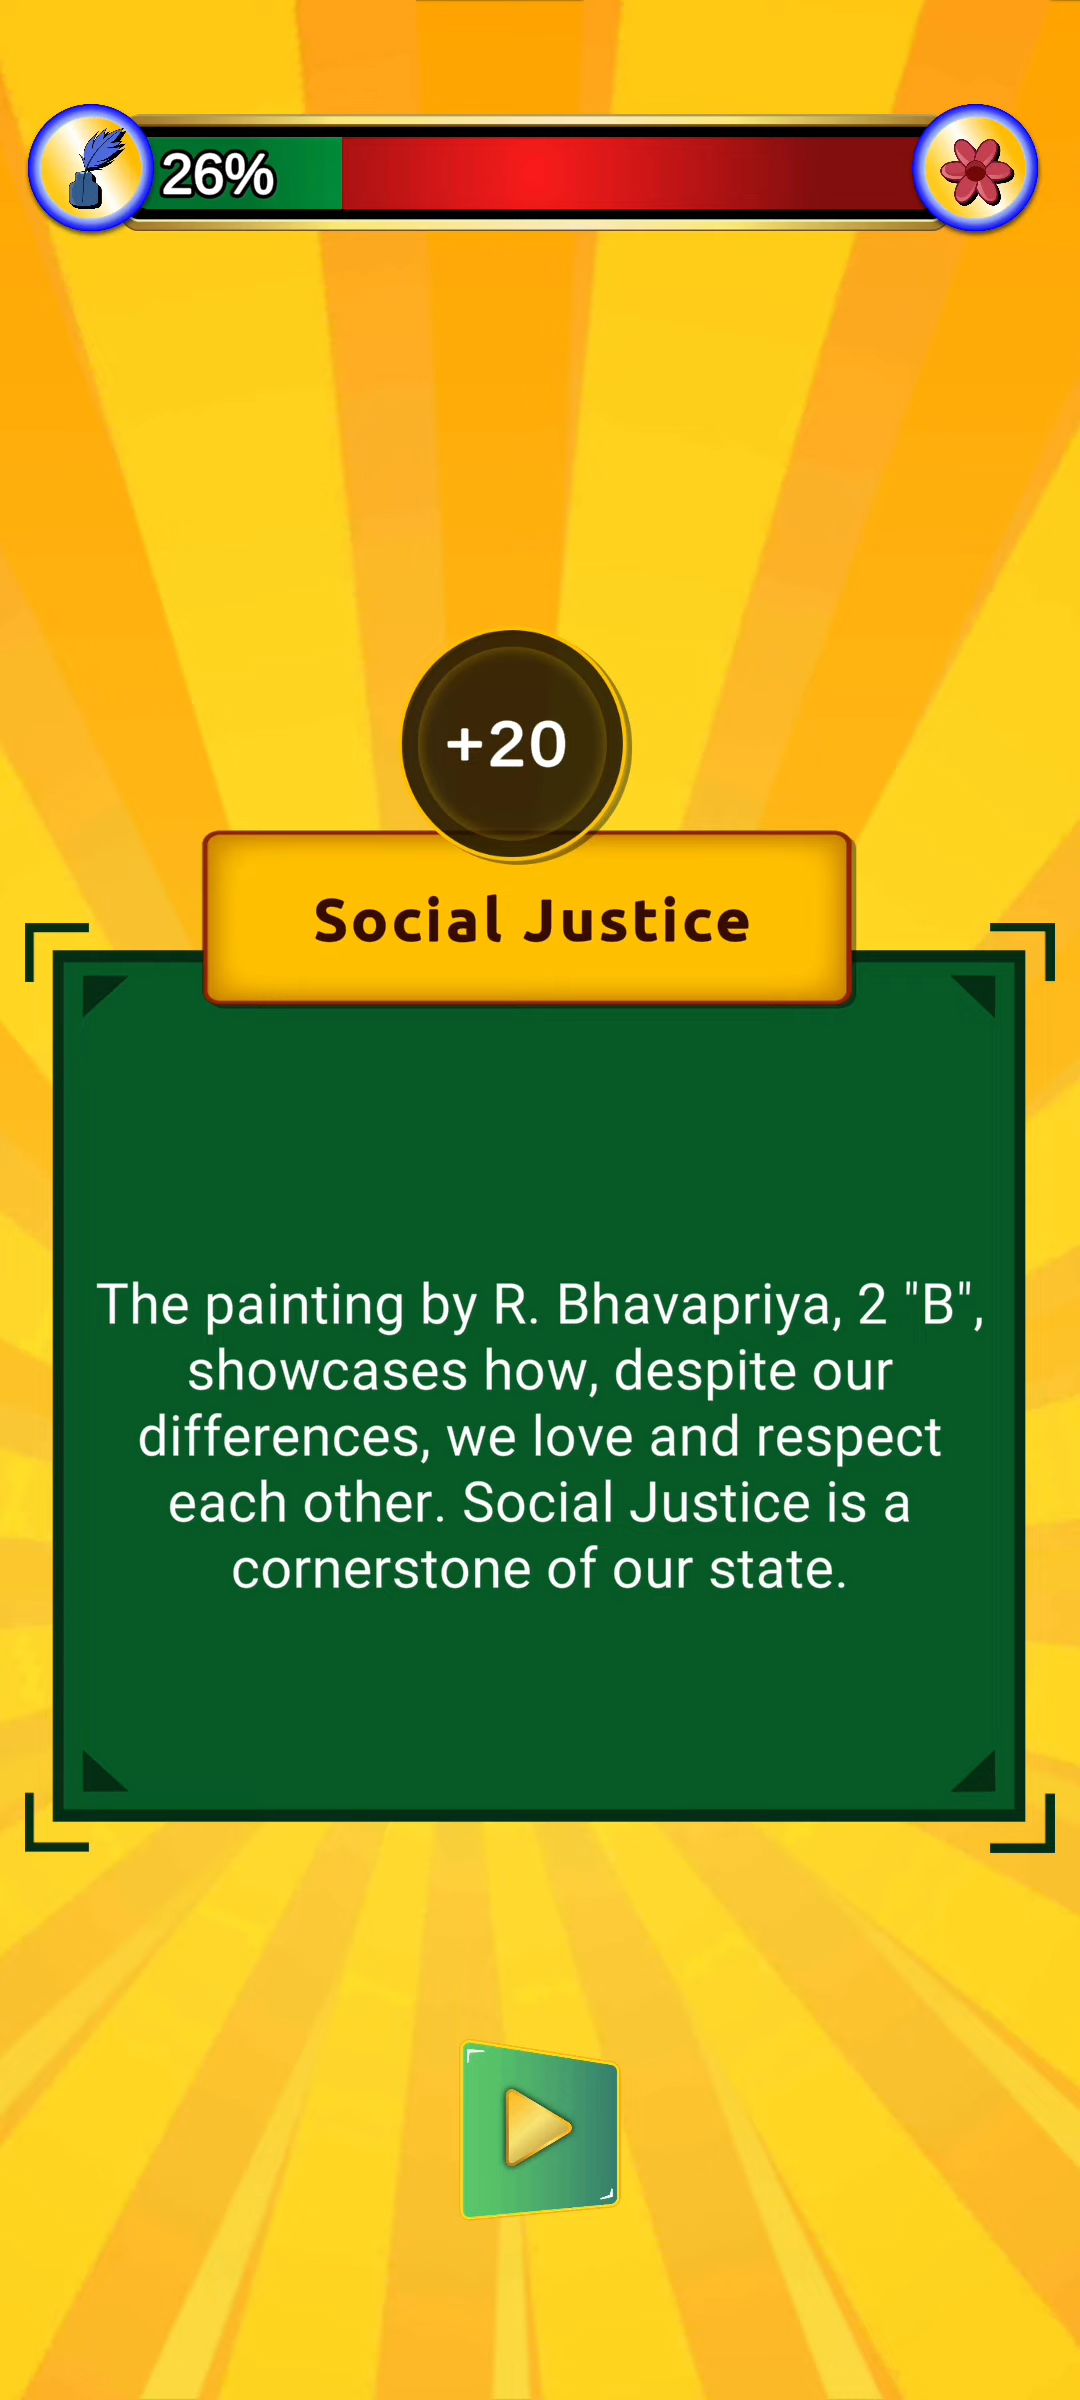 26%
+20
Social Justice
The painting by R. Bhavapriya, 2 "B",
showcases how, despite our
differences, we love and respect
each other. Social Justice is a
cornerstone of our state.